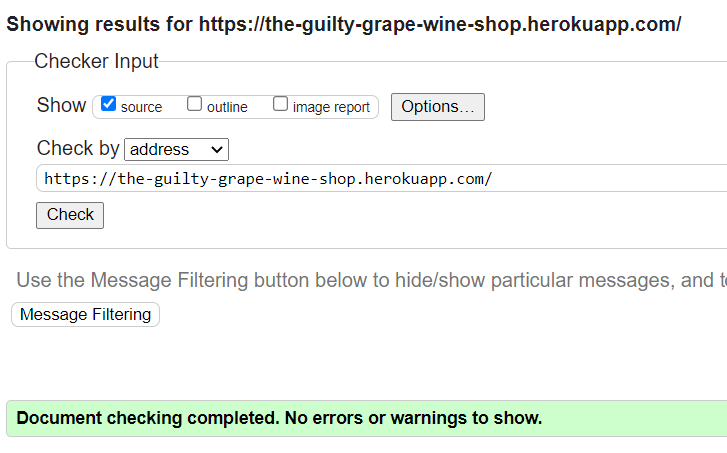 Showing results for https://the-guilty-grape-wine-shop.herokuapp.com/
Checker Input
Show source outline image report Options...
Check by address
https://the-guilty-grape-wine-shop.herokuapp.com/
Check
Use the Message Filtering button below to hide/show particular messages, and
Message Filtering
Document checking completed. No errors or warnings to show.